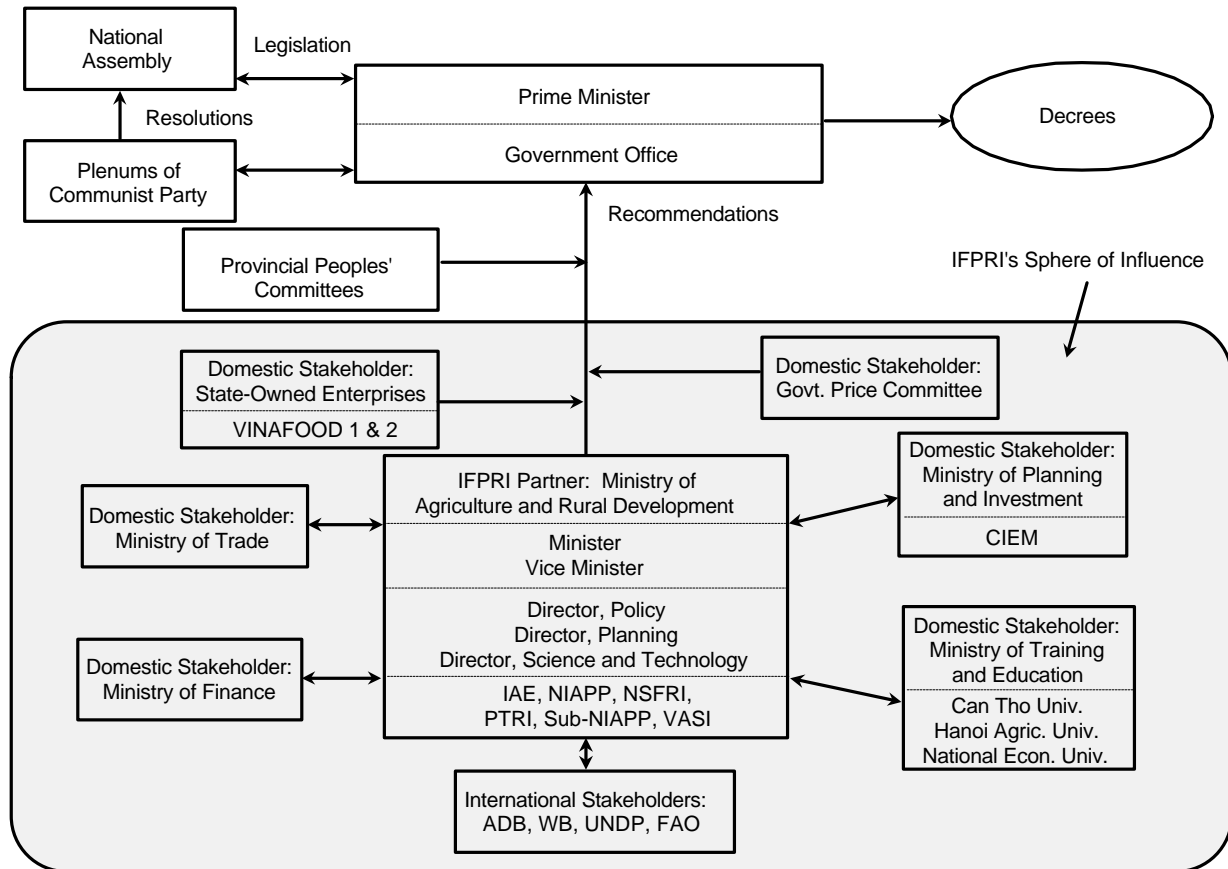 National
Assembly
Legislation
Prime Minister
Government Office
Decrees
Resolutions
Plenums of
Communist Party
Recommendations
Provincial Peoples'
Committees
IFPRI's Sphere of Influence
Domestic Stakeholder:
State-Owned Enterprises
VINAFOOD 1 & 2
Domestic Stakeholder:
Govt. Price Committee
IFPRI Partner: Ministry of
Agriculture and Rural Development
Minister
Vice Minister
Director, Policy
Director, Planning
Director, Science and Technology
IAE, NIAPP, NSFRI,
PTRI, Sub-NIAPP, VASI
Domestic Stakeholder:
Ministry of Planning
and Investment
CIEM
Domestic Stakeholder:
Ministry of Trade
Domestic Stakeholder:
Ministry of Finance
Domestic Stakeholder:
Ministry of Training
and Education
Can Tho Univ.
Hanoi Agric. Univ.
National Econ. Univ.
International Stakeholders:
ADB, WB, UNDP, FAO